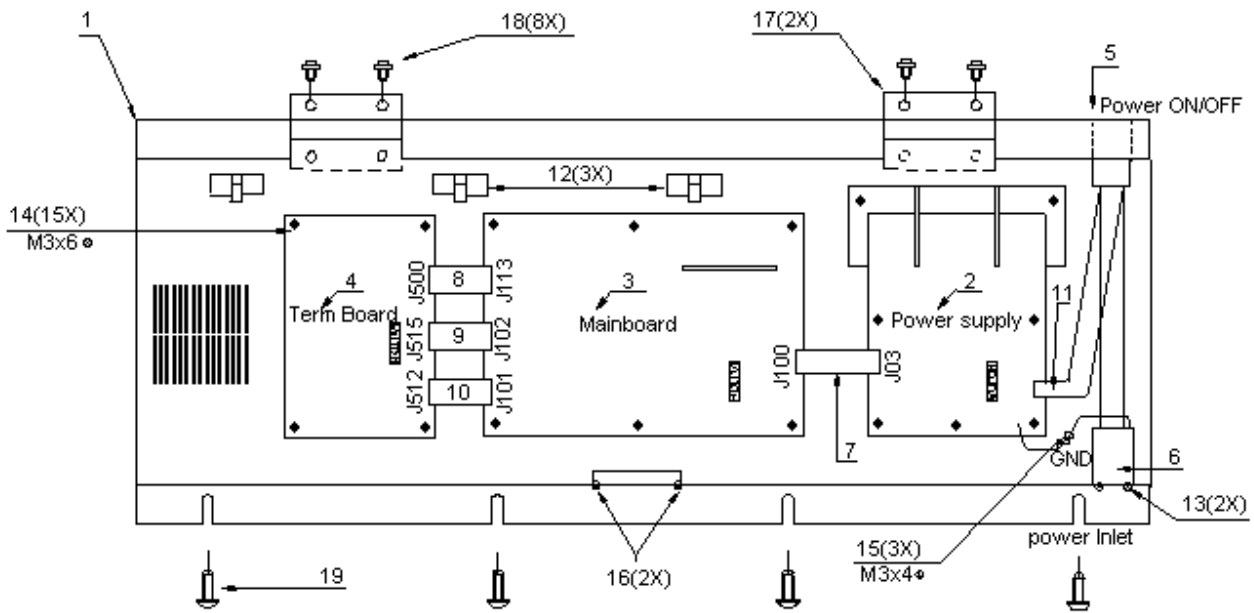 1
18(8X)
17(2X)
5
Power ON/OFF
12(3X)
14(15X)
M3x6
4
Term Board
J500
8
J113
J515
9
J102
J512
10
J101
3
Mainboard
J100
J03
7
2
Power supply
11
GND
6
13(2X)
power Inlet
15(3X)
M3x4
16(2X)
19